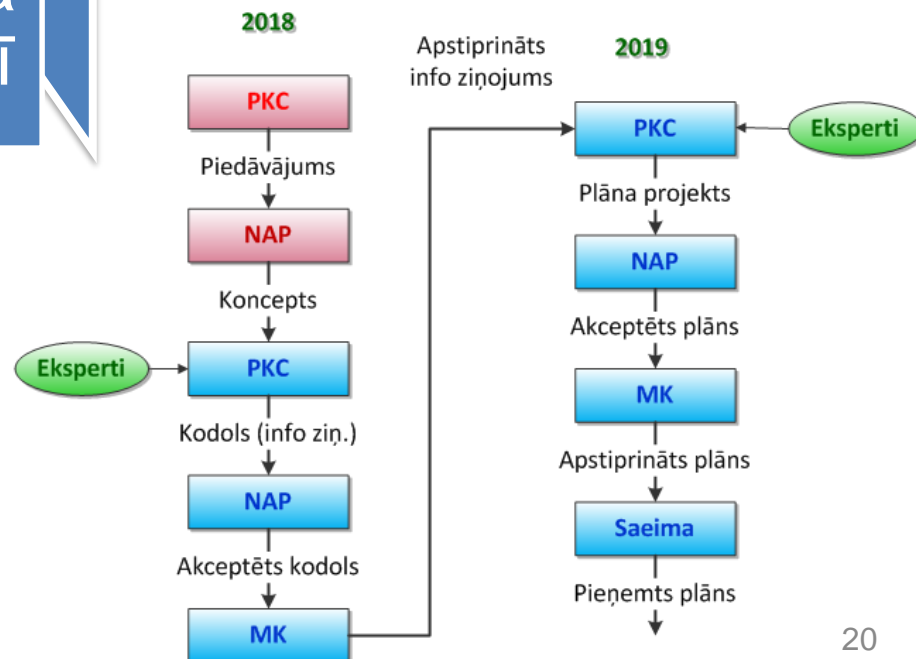 2018
PKC
Piedāvājums
NAP
Koncepts
Eksperti
PKC
Kodols (info ziņ.)
NAP
Akceptēts kodols
MK
Apstiprināts
info ziņojums
2019
PKC
Eksperti
Plāna projekts
NAP
Akceptēts plāns
MK
Apstiprināts plāns
Saeima
Pieņemts plāns
20